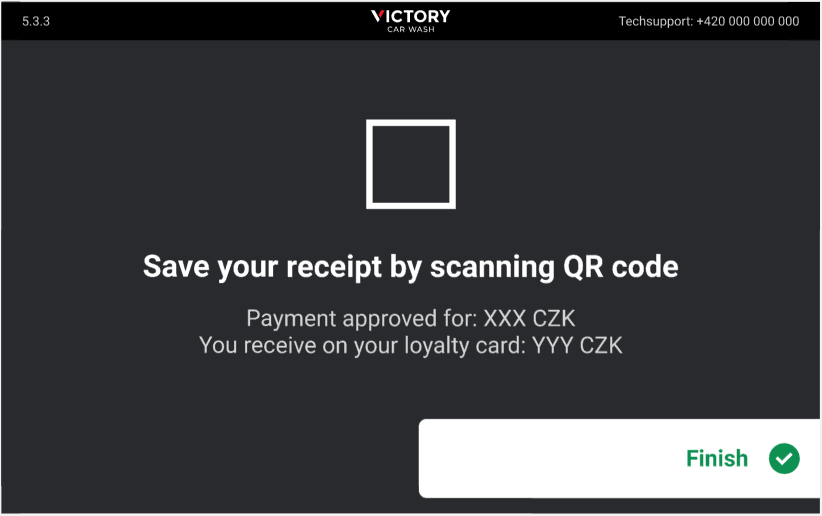 5.3.3
VICTORY
CAR WASH
Techsupport: +420 000 000 000
Save your receipt by scanning QR code
Payment approved for: XXX CZK
You receive on your loyalty card: YYY CZK
Finish